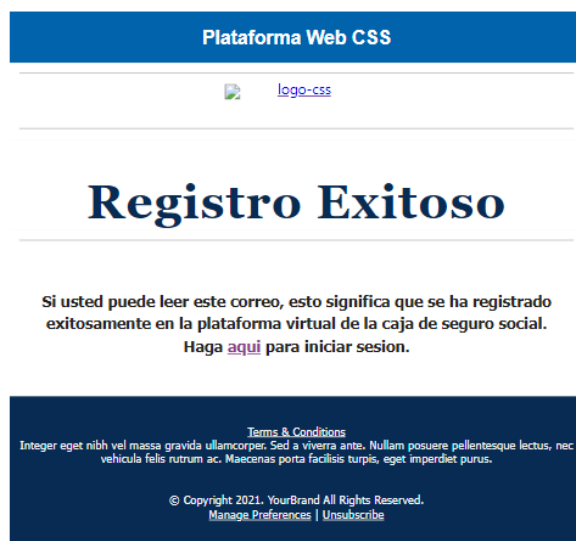 Plataforma Web CSS
logo-css
Registro Exitoso
Si usted puede leer este correo, esto significa que se ha registrado
exitosamente en la plataforma virtual de la caja de seguro social.
Haga aqui para iniciar sesion.
Terms & Conditions
Integer eget nibh vel massa gravida ullamcorper. Sed a viverra ante. Nullam posuere pellentesque lectus, nec
vehicula felis rutrum ac. Maecenas porta facilisis turpis, eget imperdiet purus.
© Copyright 2021. YourBrand All Rights Reserved.
Manage Preferences | Unsubscribe